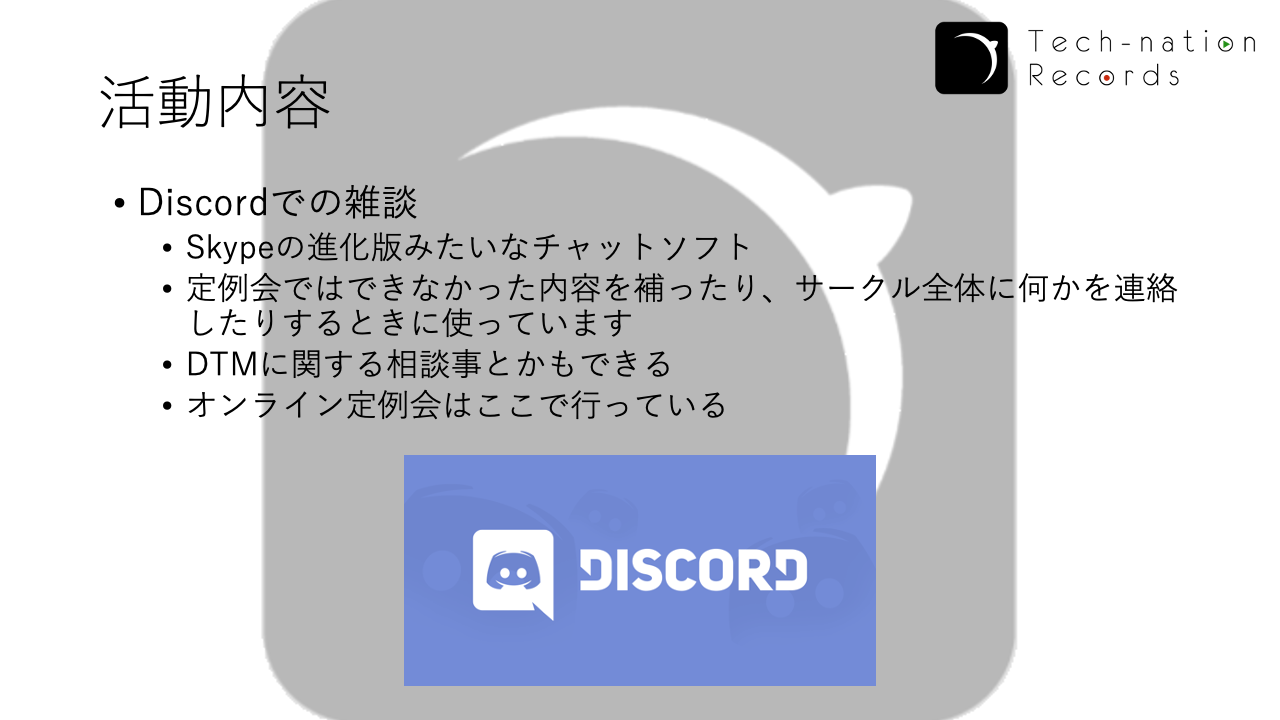 Tech-nation
Records
活動内容
• Discordでの雑談
• Skypeの進化版みたいなチャットソフト
• 定例会ではできなかった内容を補ったり、サークル全体に何かを連絡
したりするときに使っています
• DTMに関する相談事とかもできる
• オンライン定例会はここで行っている
DISCORD